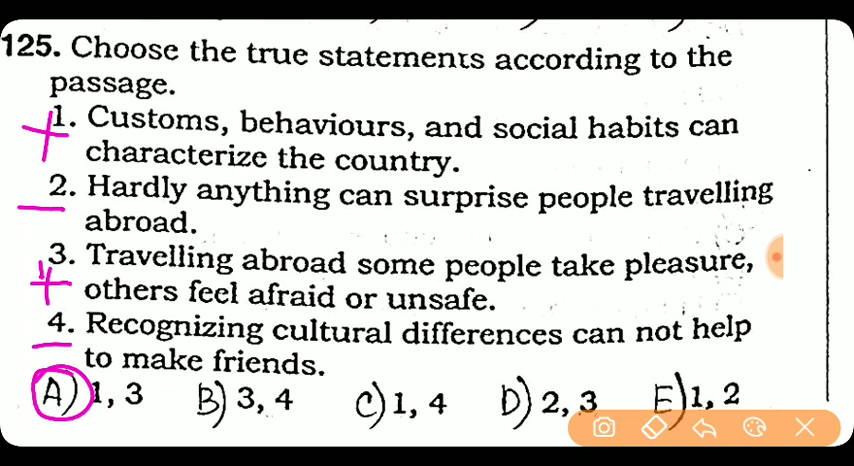 125. Choose the true statements according to the
passage.
1. Customs, behaviours, and social habits can
characterize the country.
2. Hardly anything can surprise people travelling
abroad.
3. Travelling abroad some people take pleasure,
others feel afraid or unsafe.
4. Recognizing cultural differences can not help
to make friends.
A) 1, 3 B) 3, 4 C) 1, 4 D) 2, 3 E) 1, 2